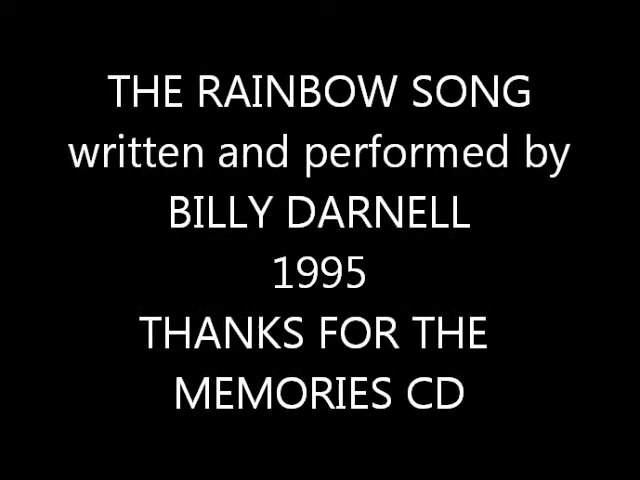 THE RAINBOW SONG
written and performed by
BILLY DARNELL
1995
THANKS FOR THE
MEMORIES CD